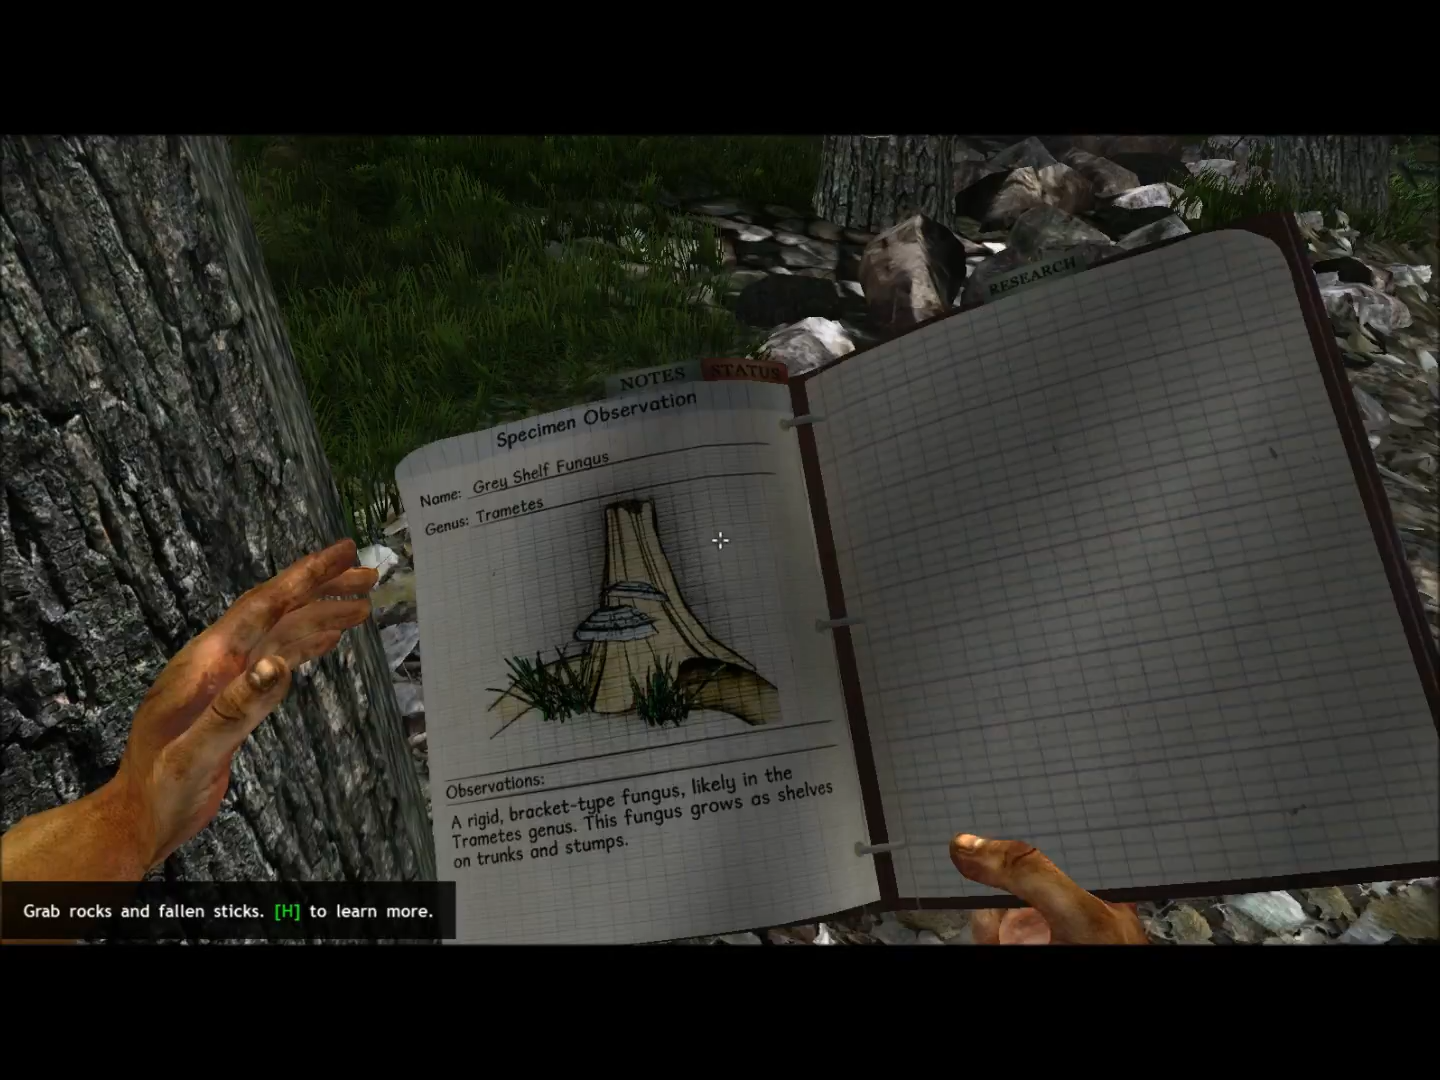 RESEARCH
NOTES
STATUS
Specimen Observation
Name: Grey Shelf Fungus
Genus: Trametes
Observations:
A rigid, bracket-type fungus, likely in the
Trametes genus. This fungus grows as shelves
on trunks and stumps.
Grab rocks and fallen sticks. [H] to learn more.